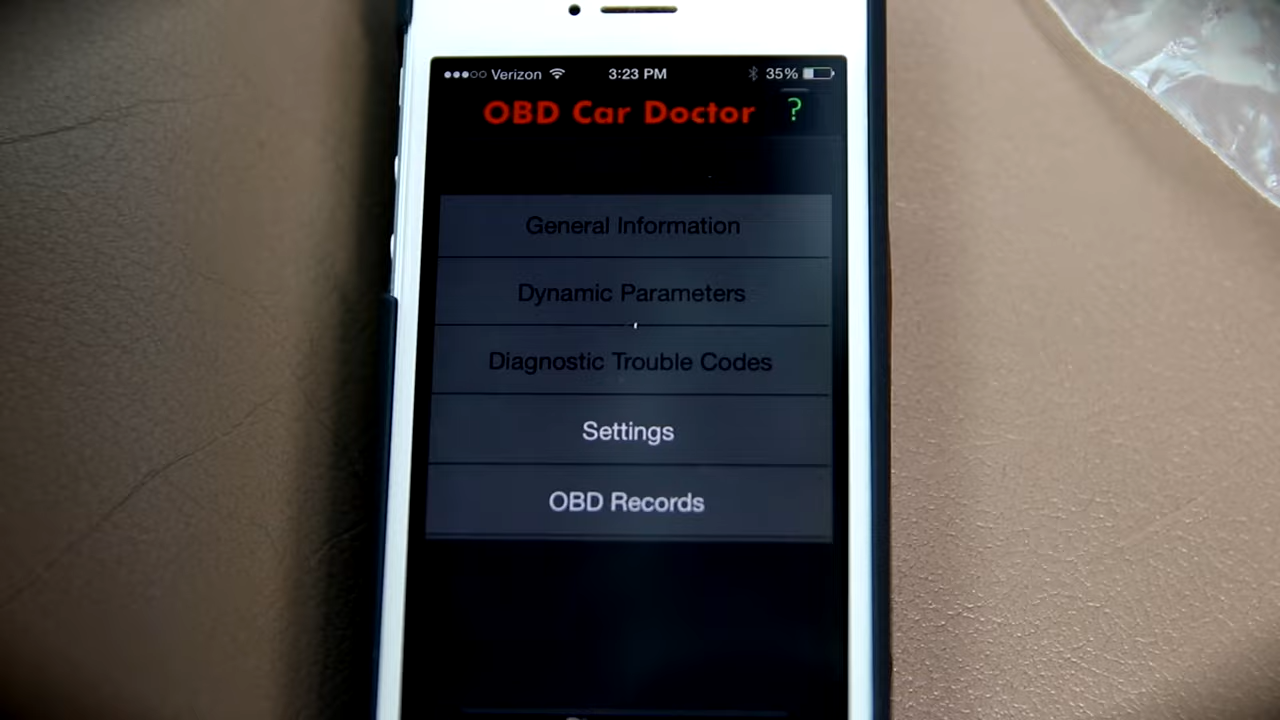 Verizon 3:23 PM 35%
OBD Car Doctor ?
General Information
Dynamic Parameters
Diagnostic Trouble Codes
Settings
OBD Records